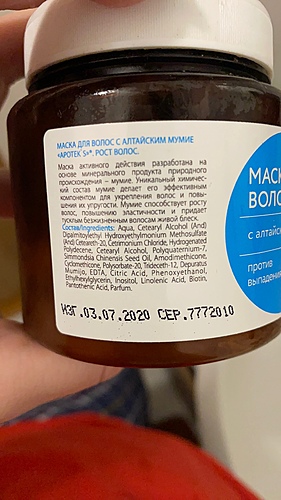 МАСКА ДЛЯ ВОЛОС С АЛТАЙСКИМ МУМИЕ
«APOTEK`S»®. РОСТ ВОЛОС.
Маска активного действия разработана на
основе минерального продукта природного
происхождения – мумие. Уникальный химичес-
кий состав мумие делает его эффективным
компонентом для укрепления волос и повы-
шения их упругости. Мумие способствует росту
волос, повышению эластичности и придает
тусклым безжизненным волосам живой блеск.
Состав/Ingredients: Aqua, Cetearyl Alcohol (And)
Dipalmitoylethyl Hydroxyethylmonium Methosulfate
(And) Ceteareth-20, Cetrimonium Chloride, Hydrogenated
Polydecene, Cetearyl Alcohol, Polyquaternium-7,
Simmondsia Chinensis Seed Oil, Amodimethicone,
Cyclomethicone, Polysorbate-20, Trideceth-12, Depuratus
Mumijo, EDTA, Citric Acid, Phenoxyethanol,
Ethylhexylglycerin, Inositol, Linolenic Acid, Biotin,
Pantothenic Acid, Parfum.
ИЗГ.03.07.2020 СЕР.7772010
МАСК
ВОЛО
с алтайск
против
выпадени